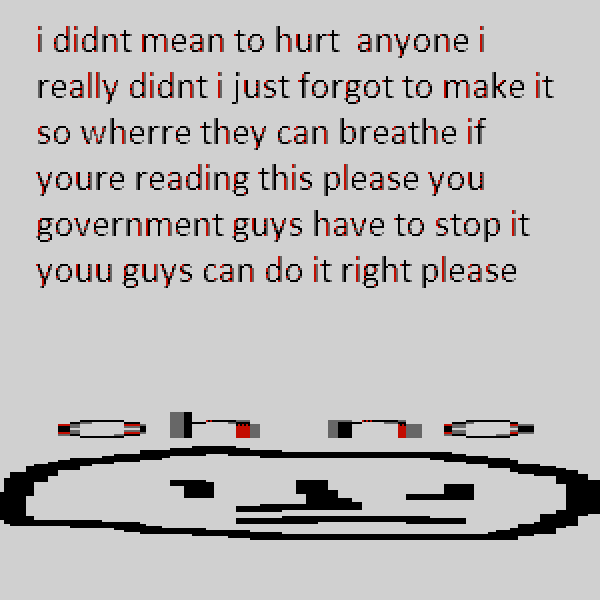 i didnt mean to hurt  anyone i
really didnt i just forgot to make it
so wherre they can breathe if
youre reading this please you
government guys have to stop it
youu guys can do it right please